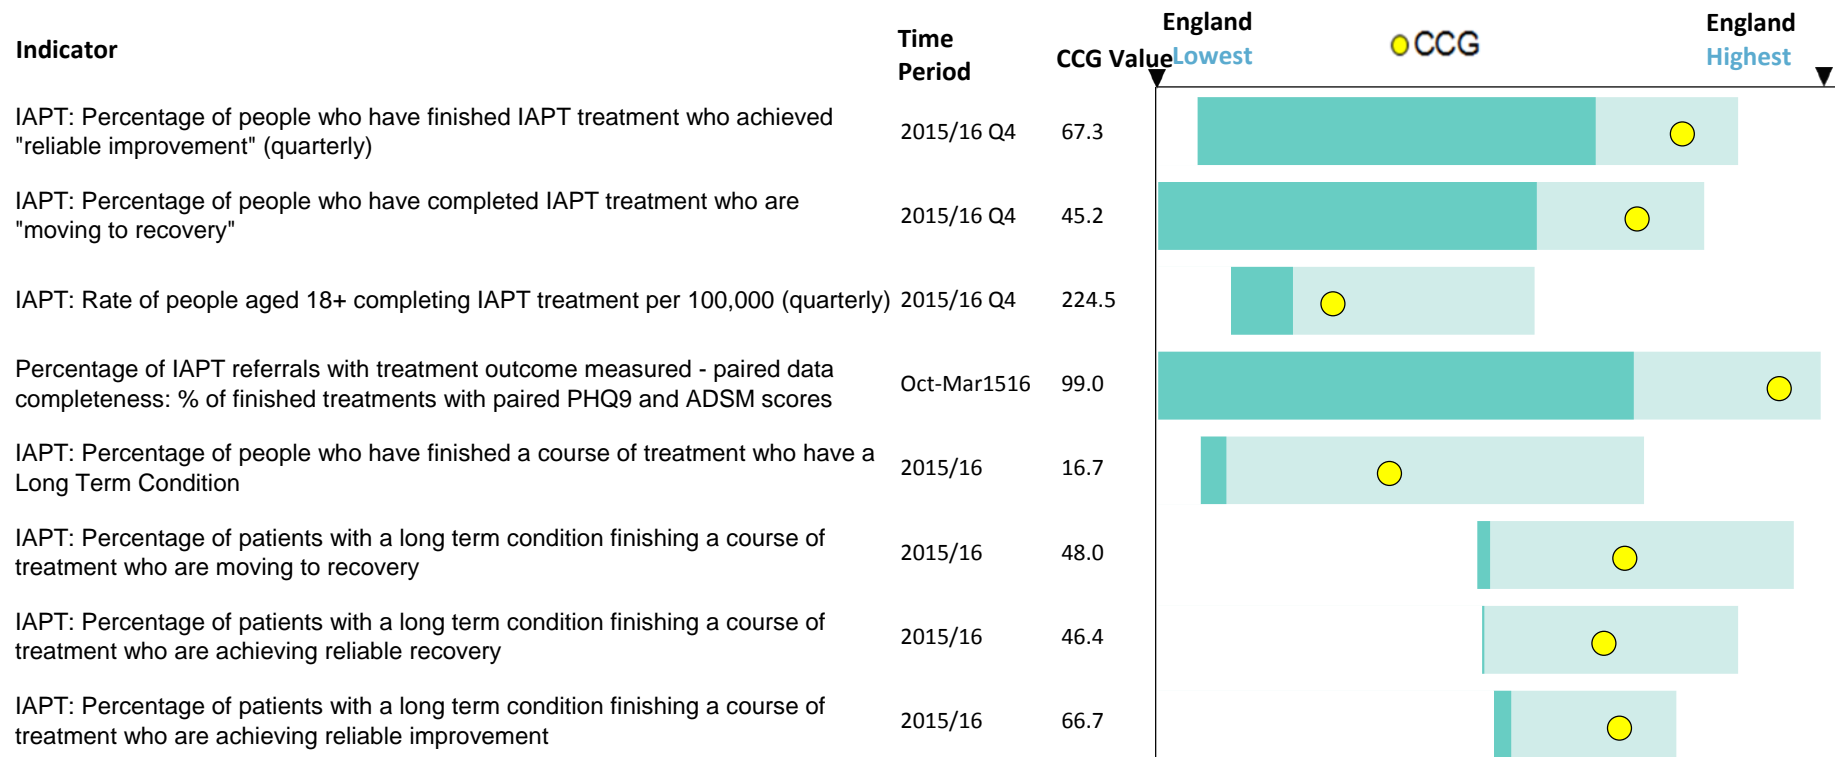 Indicator
Time
Period
CCG Value
England
Lowest
CCG
England
Highest
IAPT: Percentage of people who have finished IAPT treatment who achieved
"reliable improvement" (quarterly)
2015/16 Q4
67.3
IAPT: Percentage of people who have completed IAPT treatment who are
"moving to recovery"
2015/16 Q4
45.2
IAPT: Rate of people aged 18+ completing IAPT treatment per 100,000 (quarterly)
2015/16 Q4
224.5
Percentage of IAPT referrals with treatment outcome measured - paired data
completeness: % of finished treatments with paired PHQ9 and ADSM scores
Oct-Mar1516
99.0
IAPT: Percentage of people who have finished a course of treatment who have a
Long Term Condition
2015/16
16.7
IAPT: Percentage of patients with a long term condition finishing a course of
treatment who are moving to recovery
2015/16
48.0
IAPT: Percentage of patients with a long term condition finishing a course of
treatment who are achieving reliable recovery
2015/16
46.4
IAPT: Percentage of patients with a long term condition finishing a course of
treatment who are achieving reliable improvement
2015/16
66.7